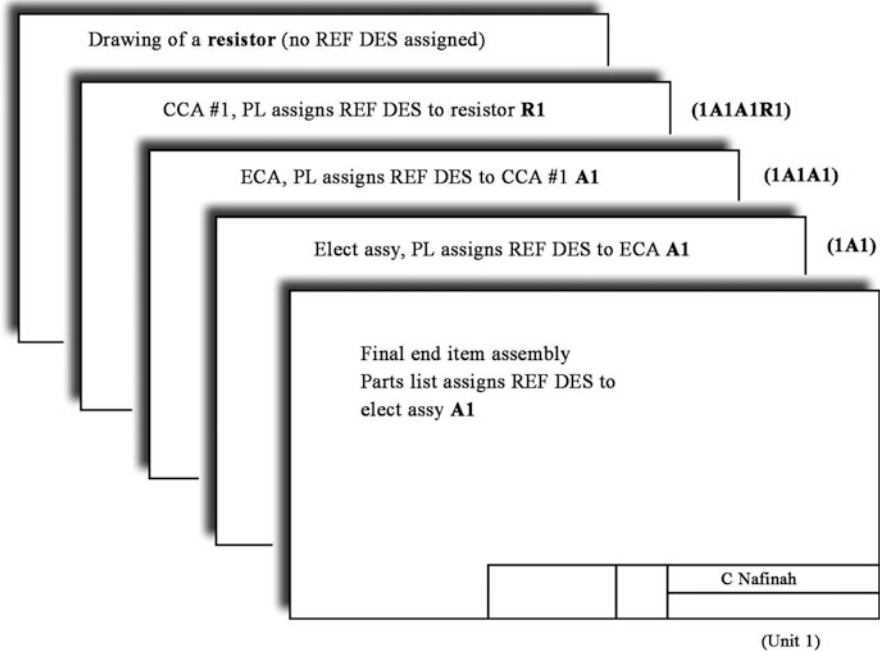 Drawing of a resistor (no REF DES assigned)
CCA #1, PL assigns REF DES to resistor R1
(1A1A1R1)
ECA, PL assigns REF DES to CCA #1 A1
(1A1A1)
Elect assy, PL assigns REF DES to ECA A1
(1A1)
Final end item assembly
Parts list assigns REF DES to
elect assy A1
C Nafinah
(Unit 1)